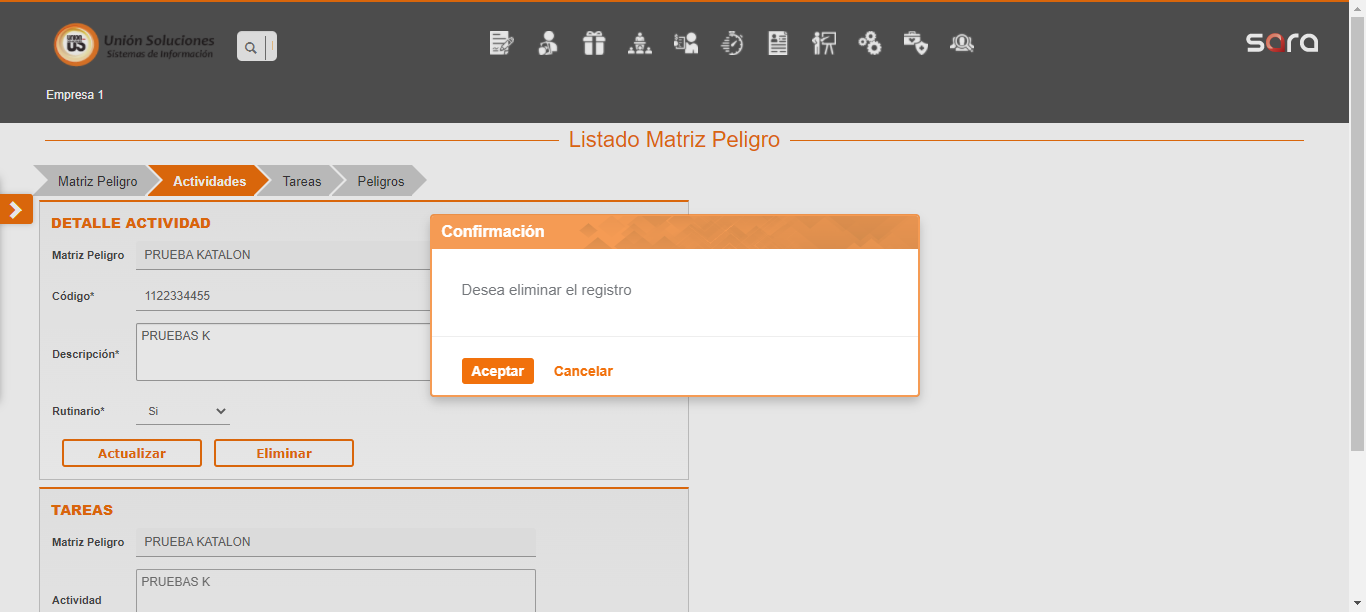 Unión Soluciones
Sistemas de Información
sara
Empresa 1
Listado Matriz Peligro
Matriz Peligro
Actividades
Tareas
Peligros
DETALLE ACTIVIDAD
Matriz Peligro
PRUEBA KATALON
Código*
1122334455
Descripción*
PRUEBAS K
Rutinario*
Si
Actualizar
Eliminar
Confirmación
Desea eliminar el registro
Aceptar
Cancelar
TAREAS
Matriz Peligro
PRUEBA KATALON
Actividad
PRUEBAS K